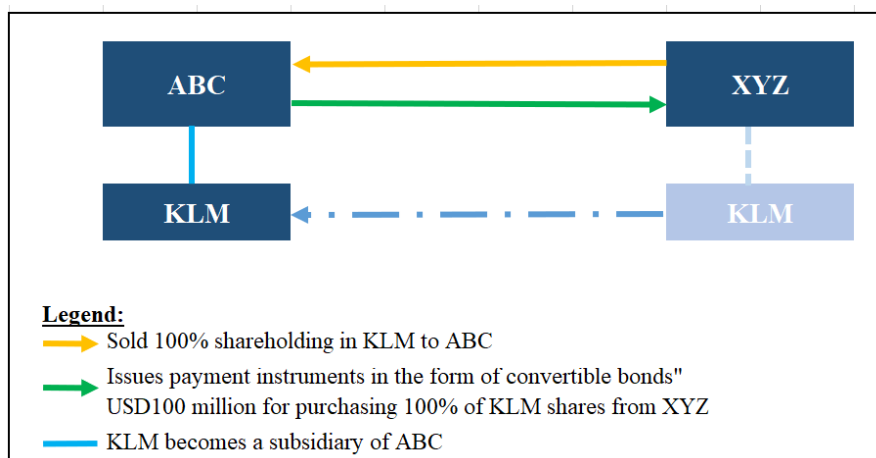 ABC
XYZ
KLM
KLM
Legend:
Sold 100% shareholding in KLM to ABC
Issues payment instruments in the form of convertible bonds"
USD100 million for purchasing 100% of KLM shares from XYZ
KLM becomes a subsidiary of ABC